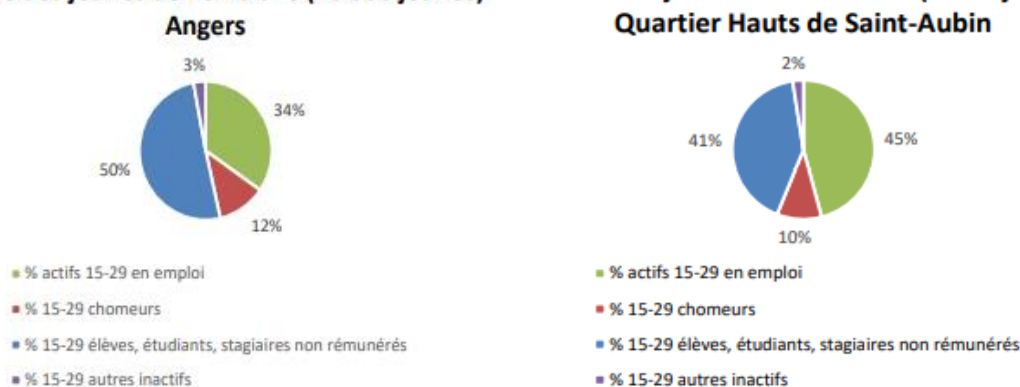 Angers
3%
34%
50%
12%
% actifs 15-29 en emploi
% 15-29 chomeurs
% 15-29 élèves, étudiants, stagiaires non rémunérés
% 15-29 autres inactifs
Quartier Hauts de Saint-Aubin
2%
41%
45%
10%
% actifs 15-29 en emploi
% 15-29 chomeurs
% 15-29 élèves, étudiants, stagiaires non rémunérés
% 15-29 autres inactifs